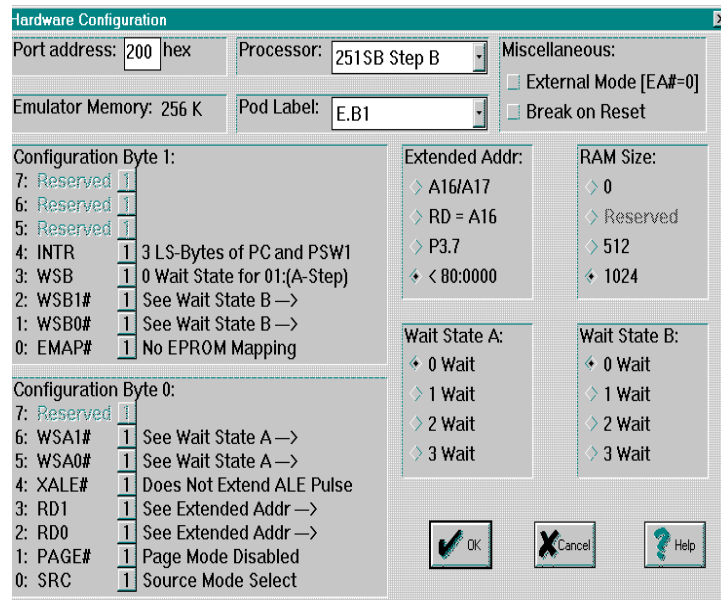 Hardware Configuration
Port address: 200 hex
Processor: 251SB Step B
Miscellaneous:
External Mode [EA#=0]
Break on Reset
Emulator Memory: 256 K
Pod Label: E.B1
Configuration Byte 1:
7: Reserved 1
6: Reserved 1
5: Reserved 1
4: INTR 1 3 LS-Bytes of PC and PSW1
3: WSB 1 0 Wait State for 01:(A-Step)
2: WSB1# 1 See Wait State B —>
1: WSB0# 1 See Wait State B —>
0: EMAP# 1 No EPROM Mapping
Extended Addr:
A16/A17
RD = A16
P3.7
< 80:0000
RAM Size:
0
Reserved
512
1024
Configuration Byte 0:
7: Reserved 1
6: WSA1# 1 See Wait State A —>
5: WSA0# 1 See Wait State A —>
4: XALE# 1 Does Not Extend ALE Pulse
3: RD1 1 See Extended Addr —>
2: RD0 1 See Extended Addr —>
1: PAGE# 1 Page Mode Disabled
0: SRC 1 Source Mode Select
Wait State A:
0 Wait
1 Wait
2 Wait
3 Wait
Wait State B:
0 Wait
1 Wait
2 Wait
3 Wait
OK
Cancel
Help